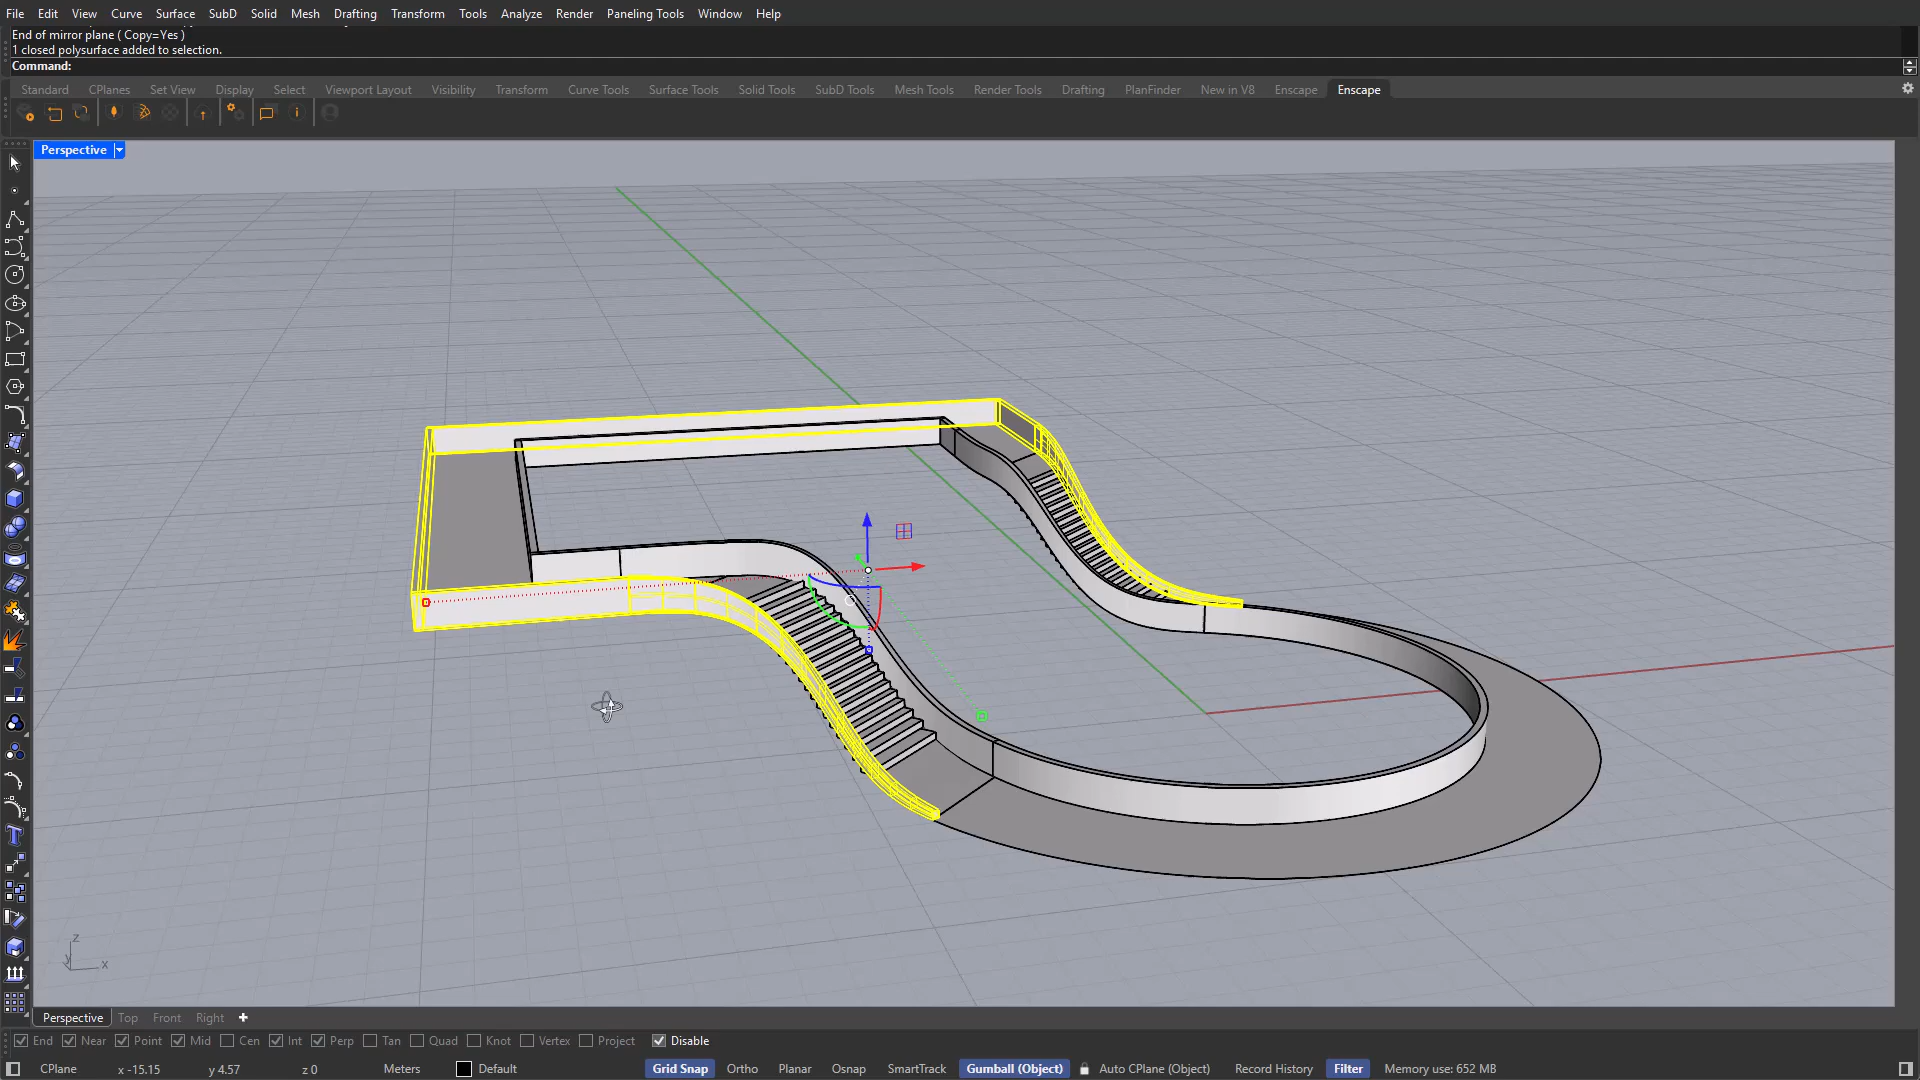 File Edit View Curve Surface SubD Solid Mesh Drafting Transform Tools Analyze Render Paneling Tools Window Help
End of mirror plane ( Copy=Yes )
1 closed polysurface added to selection.
Command:
Standard CPlanes Set View Display Select Viewport Layout Visibility Transform Curve Tools Surface Tools Solid Tools SubD Tools Mesh Tools Render Tools Drafting PlanFinder New in V8 Enscape Enscape
Perspective
z
y
x
Perspective Top Front Right
End Near Point Mid Cen Int Perp Tan Quad Knot Vertex Project Disable
CPlane x -15.15 y 4.57 z 0 Meters Default Grid Snap Ortho Planar Osnap SmartTrack Gumball (Object) Auto CPlane (Object) Record History Filter Memory use: 652 MB